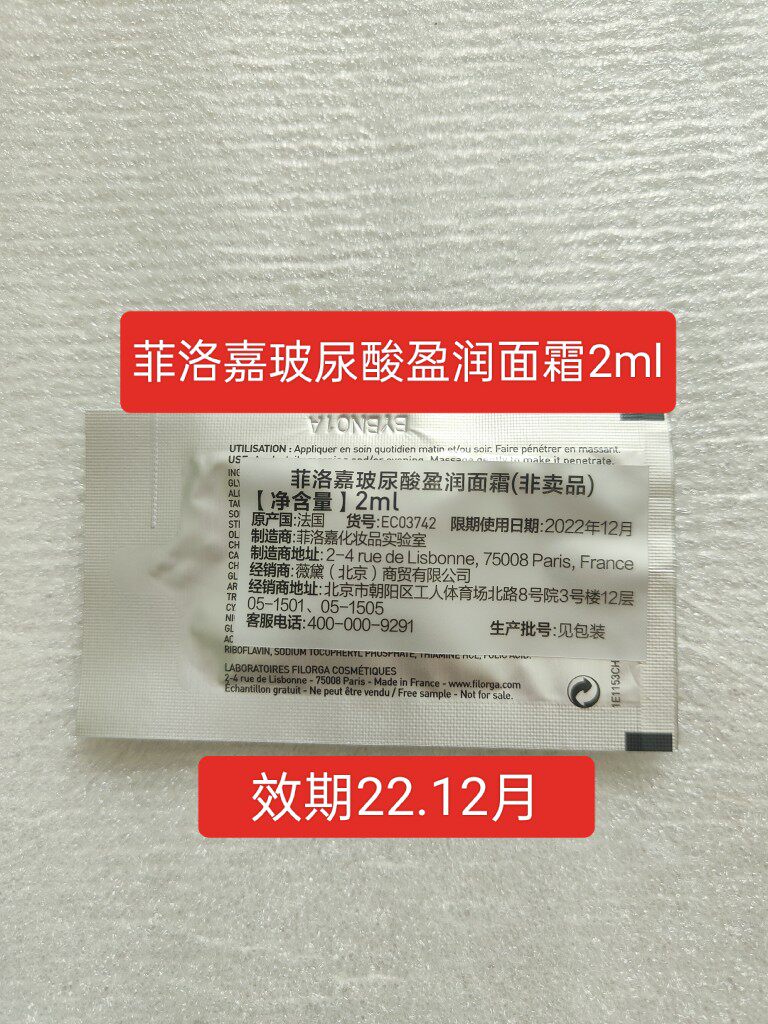 菲洛嘉玻尿酸盈润面霜2ml
EYBN01A
UTILISATION : Appliquer en soin quotidien matin et/ou soir. Faire pénétrer en massant.
make it penetrate.
菲洛嘉玻尿酸盈润面霜(非卖品)
【净含量】2ml
原产国:法国 货号:EC03742 限期使用日期:2022年12月
制造商:菲洛嘉化妆品实验室
制造商地址: 2-4 rue de Lisbonne, 75008 Paris, France
经销商:薇黛（北京）商贸有限公司
经销商地址:北京市朝阳区工人体育场北路8号院3号楼12层
05-1501、05-1505
客服电话:400-000-9291 生产批号:见包装
RIBOFLAVIN, SODIUM TOCOPHERYL PHOSPHATE, THIAMINE HCL, FOLIC ACID.
LABORATOIRES FILORGA COSMÉTIQUES
2-4 rue de Lisbonne - 75008 Paris - Made in France - www.filorga.com
Echantillon gratuit - Ne peut être vendu / Free sample - Not for sale.
1E1153CH
效期22.12月